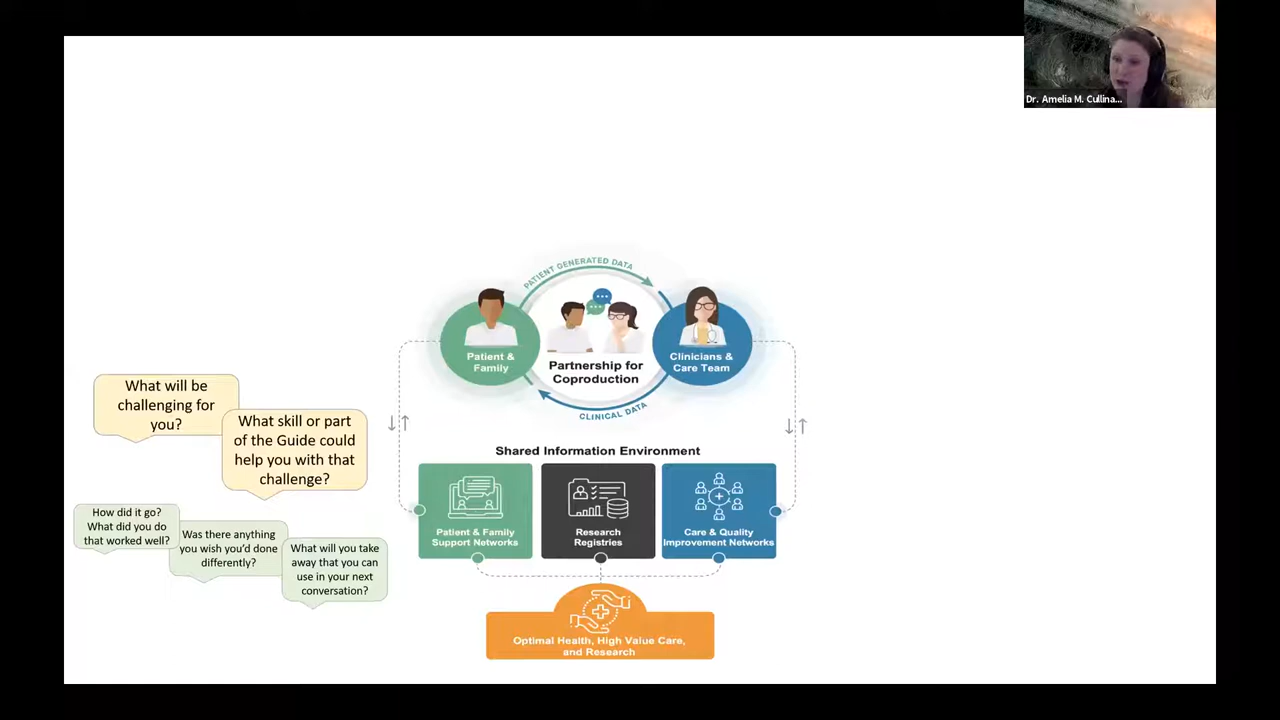 Dr. Amelia M. Cullina...
PATIENT GENERATED DATA
Patient &
Family
Partnership for
Coproduction
Clinicians &
Care Team
CLINICAL DATA
What will be
challenging for
you?
What skill or part
of the Guide could
help you with that
challenge?
How did it go?
What did you do
that worked well?
Was there anything
you wish you’d done
differently?
What will you take
away that you can
use in your next
conversation?
Shared Information Environment
Patient & Family
Support Networks
Research
Registries
Care & Quality
Improvement Networks
Optimal Health, High Value Care,
and Research